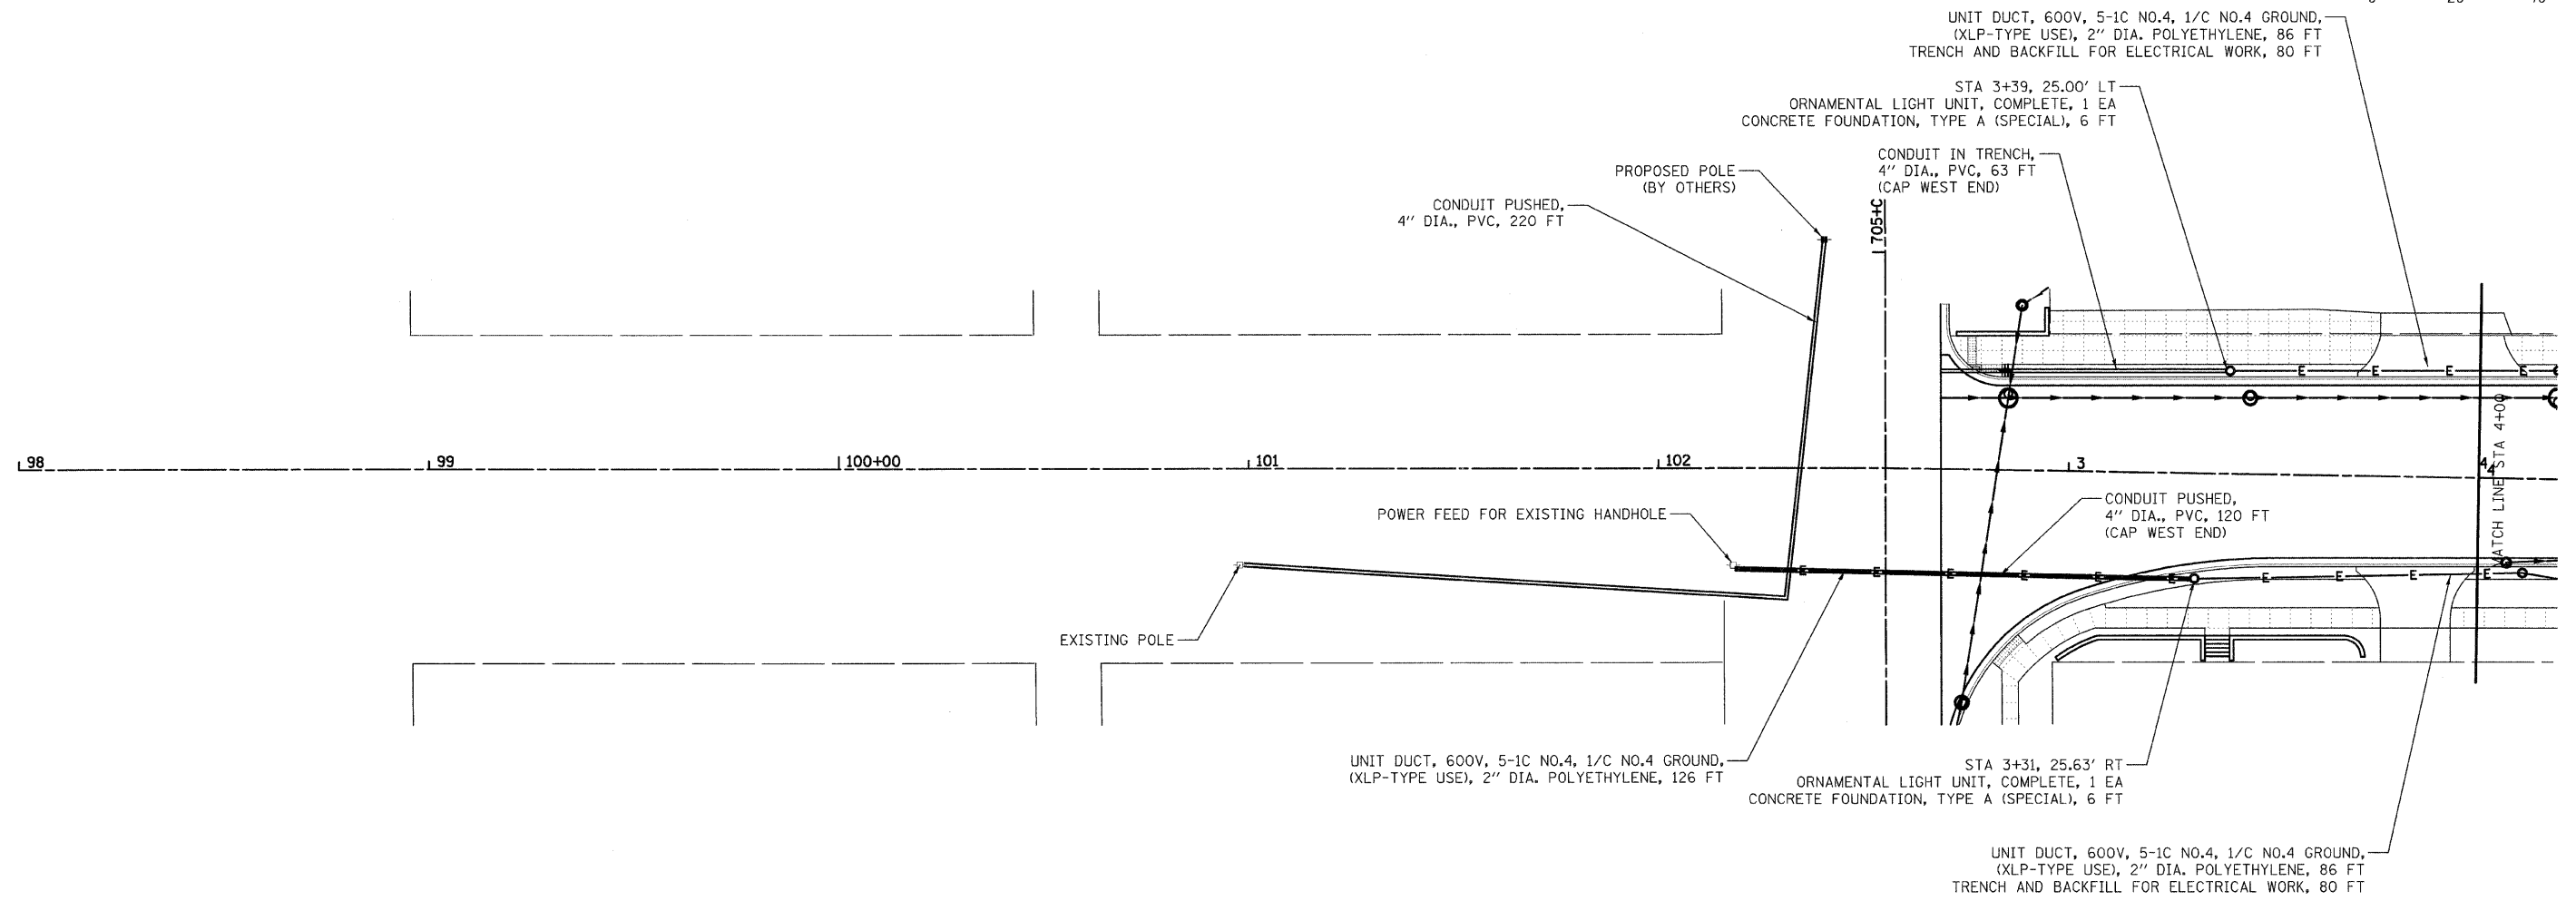 UNIT DUCT, 600V, 5-1C NO.4, 1/C NO.4 GROUND,
(XLP-TYPE USE), 2" DIA. POLYETHYLENE, 86 FT
TRENCH AND BACKFILL FOR ELECTRICAL WORK, 80 FT
STA 3+39, 25.00' LT
ORNAMENTAL LIGHT UNIT, COMPLETE, 1 EA
CONCRETE FOUNDATION, TYPE A (SPECIAL), 6 FT
CONDUIT IN TRENCH,
4" DIA., PVC, 63 FT
(CAP WEST END)
PROPOSED POLE
(BY OTHERS)
CONDUIT PUSHED,
4" DIA., PVC, 220 FT
705+C
E E E E
98 99 100+00 101 102 3 4
MATCH LINE STA 4+00
CONDUIT PUSHED,
4" DIA., PVC, 120 FT
(CAP WEST END)
POWER FEED FOR EXISTING HANDHOLE
E E E E E E E E E E
EXISTING POLE
UNIT DUCT, 600V, 5-1C NO.4, 1/C NO.4 GROUND,
(XLP-TYPE USE), 2" DIA. POLYETHYLENE, 126 FT
STA 3+31, 25.63' RT
ORNAMENTAL LIGHT UNIT, COMPLETE, 1 EA
CONCRETE FOUNDATION, TYPE A (SPECIAL), 6 FT
UNIT DUCT, 600V, 5-1C NO.4, 1/C NO.4 GROUND,
(XLP-TYPE USE), 2" DIA. POLYETHYLENE, 86 FT
TRENCH AND BACKFILL FOR ELECTRICAL WORK, 80 FT